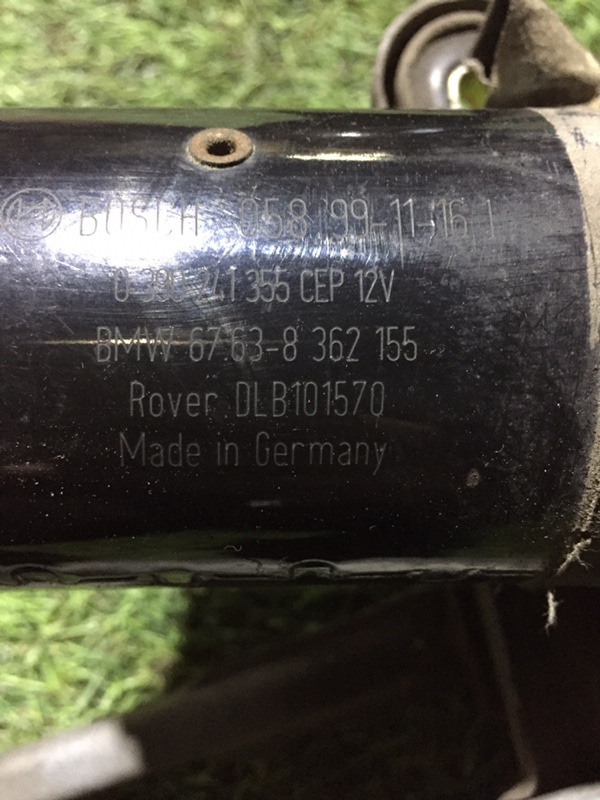 BOSCH 058 99-11-16 1
0 390 241 355 CEP 12V
BMW 67 63-8 362 155
Rover DLB101570
Made in Germany